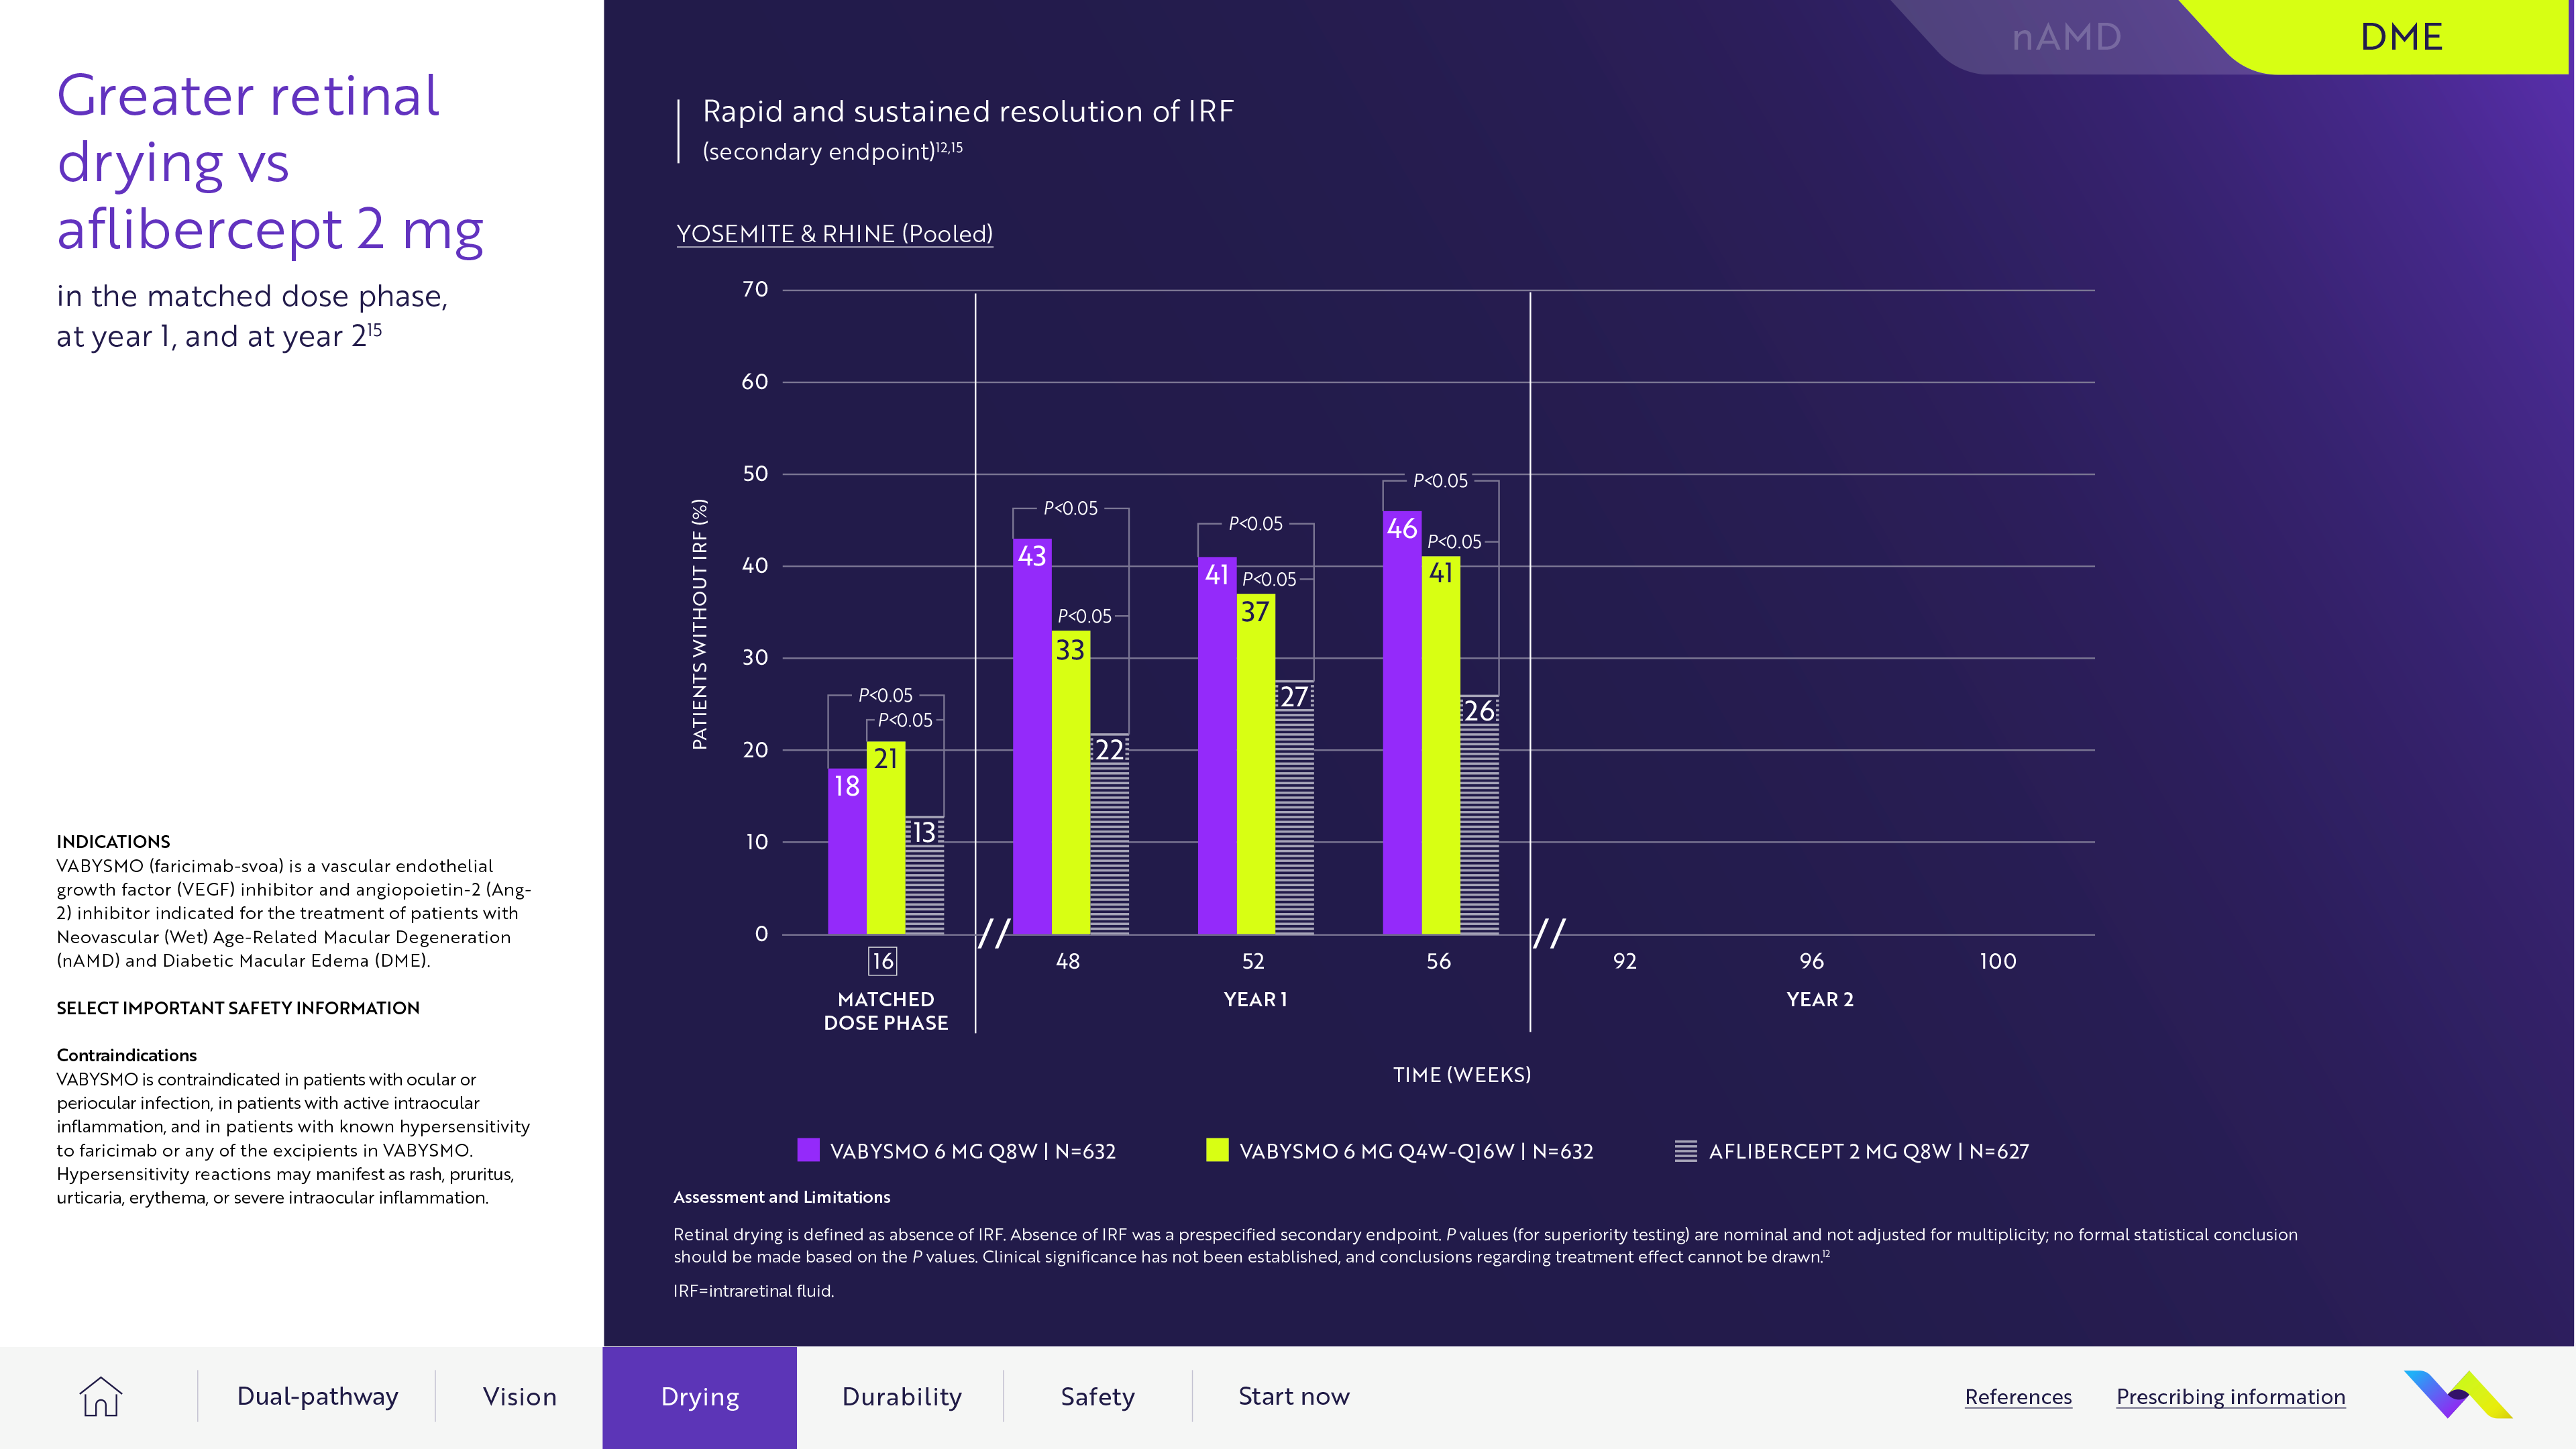 Greater retinal
drying vs
aflibercept 2 mg
in the matched dose phase,
at year 1, and at year 2¹⁵
INDICATIONS
VABYSMO (faricimab-svoa) is a vascular endothelial
growth factor (VEGF) inhibitor and angiopoietin-2 (Ang-
2) inhibitor indicated for the treatment of patients with
Neovascular (Wet) Age-Related Macular Degeneration
(nAMD) and Diabetic Macular Edema (DME).
SELECT IMPORTANT SAFETY INFORMATION
Contraindications
VABYSMO is contraindicated in patients with ocular or
periocular infection, in patients with active intraocular
inflammation, and in patients with known hypersensitivity
to faricimab or any of the excipients in VABYSMO.
Hypersensitivity reactions may manifest as rash, pruritus,
urticaria, erythema, or severe intraocular inflammation.
nAMD
DME
Rapid and sustained resolution of IRF
(secondary endpoint)¹²,¹⁵
YOSEMITE & RHINE (Pooled)
PATIENTS WITHOUT IRF (%)
70
60
50
40
30
20
10
0
P<0.05
P<0.05
18
21
13
P<0.05
P<0.05
43
33
22
P<0.05
P<0.05
41
37
27
P<0.05
P<0.05
46
41
26
16
48
52
56
92
96
100
MATCHED
DOSE PHASE
YEAR 1
YEAR 2
TIME (WEEKS)
VABYSMO 6 MG Q8W | N=632
VABYSMO 6 MG Q4W-Q16W | N=632
AFLIBERCEPT 2 MG Q8W | N=627
Assessment and Limitations
Retinal drying is defined as absence of IRF. Absence of IRF was a prespecified secondary endpoint. P values (for superiority testing) are nominal and not adjusted for multiplicity; no formal statistical conclusion
should be made based on the P values. Clinical significance has not been established, and conclusions regarding treatment effect cannot be drawn.¹²
IRF=intraretinal fluid.
Dual-pathway
Vision
Drying
Durability
Safety
Start now
References
Prescribing information